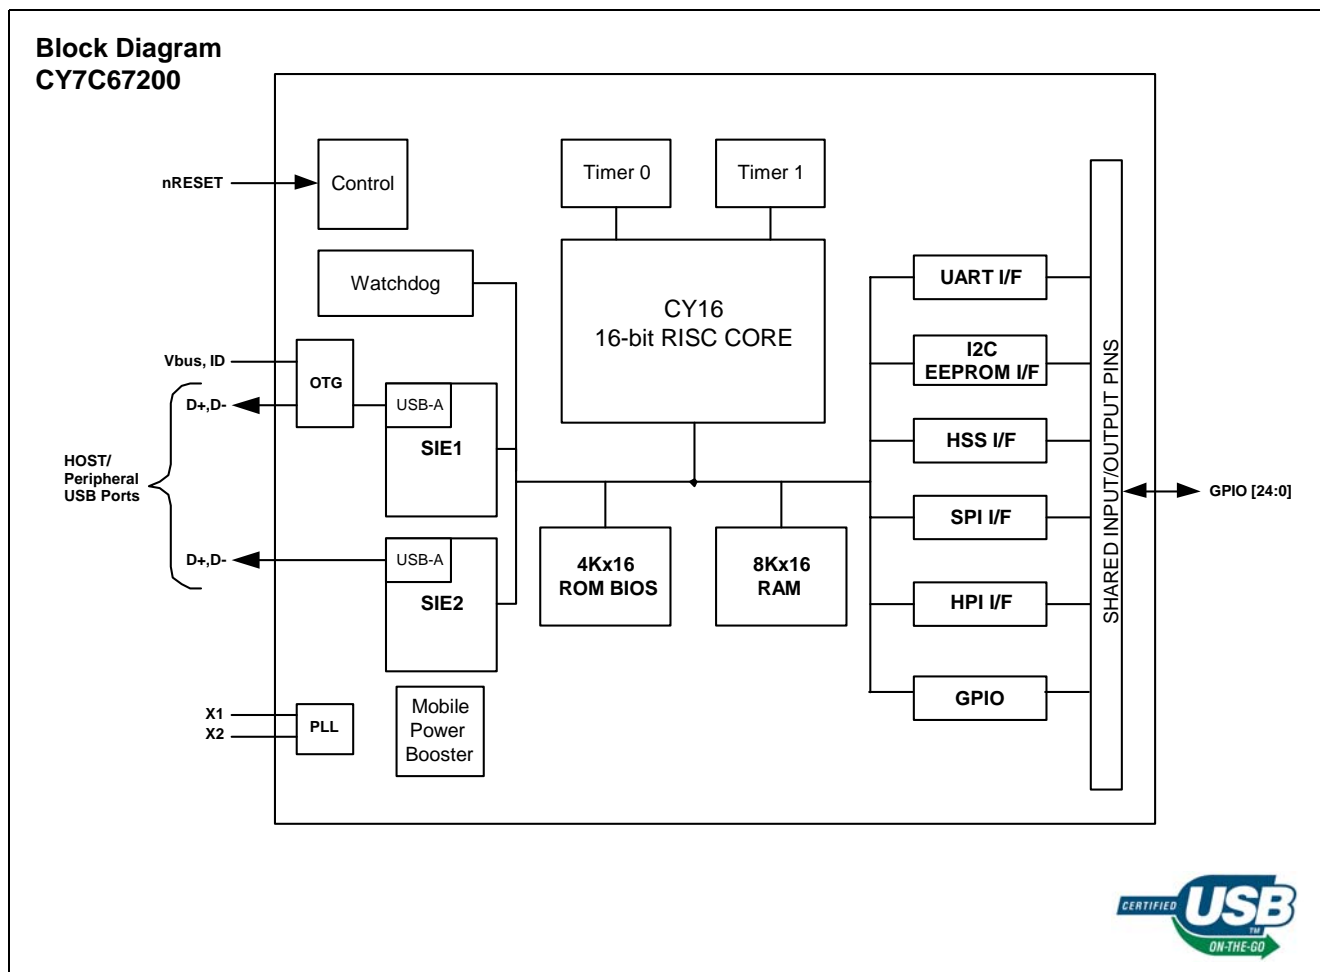 Block Diagram
CY7C67200
nRESET
Control
Timer 0
Timer 1
Watchdog
CY16
16-bit RISC CORE
UART I/F
I2C
EEPROM I/F
HSS I/F
SPI I/F
HPI I/F
GPIO
SHARED INPUT/OUTPUT PINS
GPIO [24:0]
Vbus, ID
OTG
D+,D-
USB-A
SIE1
HOST/
Peripheral
USB Ports
D+,D-
USB-A
SIE2
4Kx16
ROM BIOS
8Kx16
RAM
X1
X2
PLL
Mobile
Power
Booster
CERTIFIED
USB
TM
ON-THE-GO